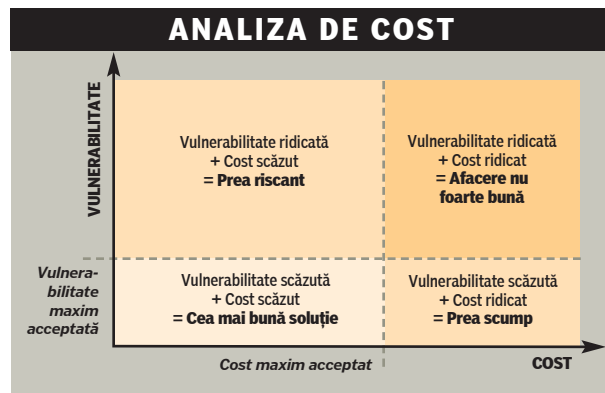 ANALIZA DE COST
VULNERABILITATE
Vulnerabilitate ridicată
+ Cost scăzut
= Prea riscant
Vulnerabilitate ridicată
+ Cost ridicat
= Afacere nu
foarte bună
Vulnera-
bilitate
maxim
acceptată
Vulnerabilitate scăzută
+ Cost scăzut
= Cea mai bună soluție
Vulnerabilitate scăzută
+ Cost ridicat
= Prea scump
Cost maxim acceptat
COST